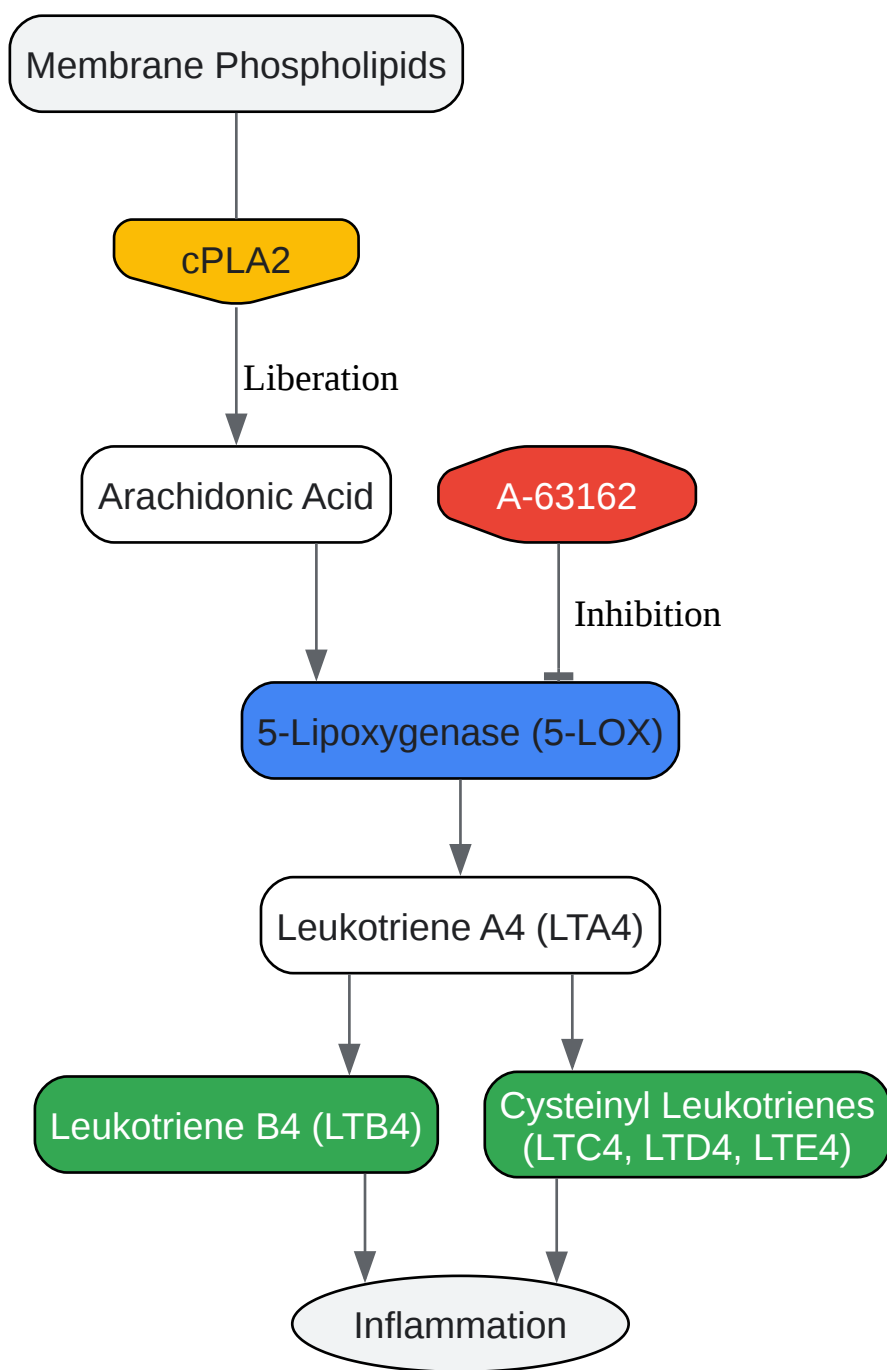 Membrane Phospholipids
cPLA2
Liberation
Arachidonic Acid
A-63162
Inhibition
5-Lipoxygenase (5-LOX)
Leukotriene A4 (LTA4)
Leukotriene B4 (LTB4)
Cysteinyl Leukotrienes
(LTC4, LTD4, LTE4)
Inflammation